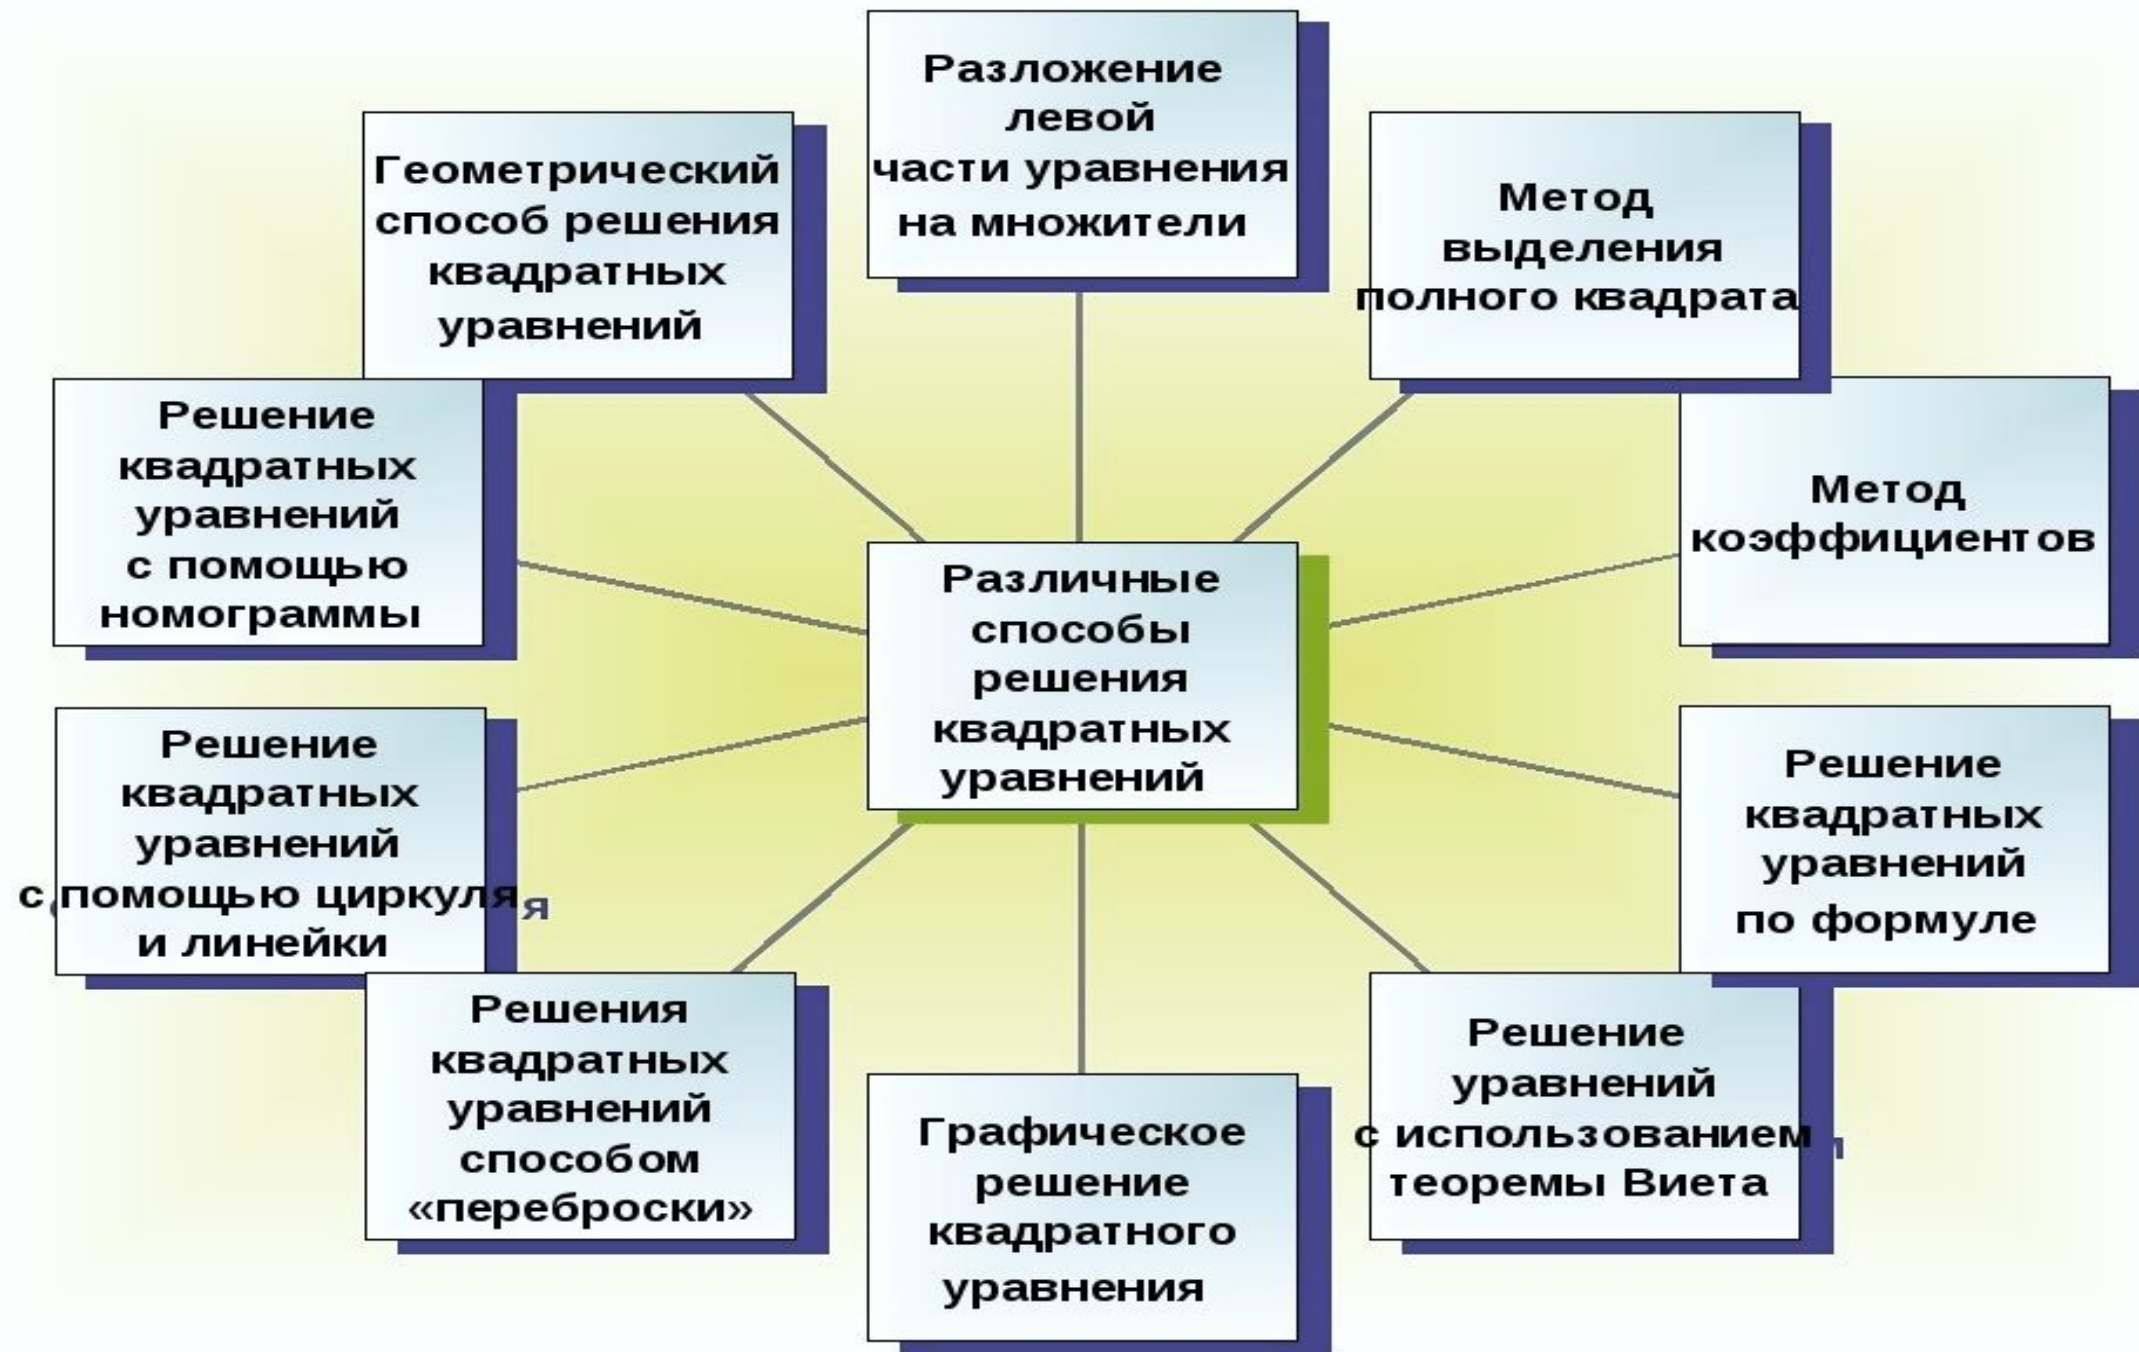 Разложение
левой
части уравнения
на множители
Геометрический
способ решения
квадратных
уравнений
Метод
выделения
полного квадрата
Решение
квадратных
уравнений
с помощью
номограммы
Метод
коэффициентов
Различные
способы
решения
квадратных
уравнений
Решение
квадратных
уравнений
с помощью циркуля
и линейки
Решение
квадратных
уравнений
по формуле
Решения
квадратных
уравнений
способом
«переброски»
Графическое
решение
квадратного
уравнения
Решение
уравнений
с использованием
теоремы Виета